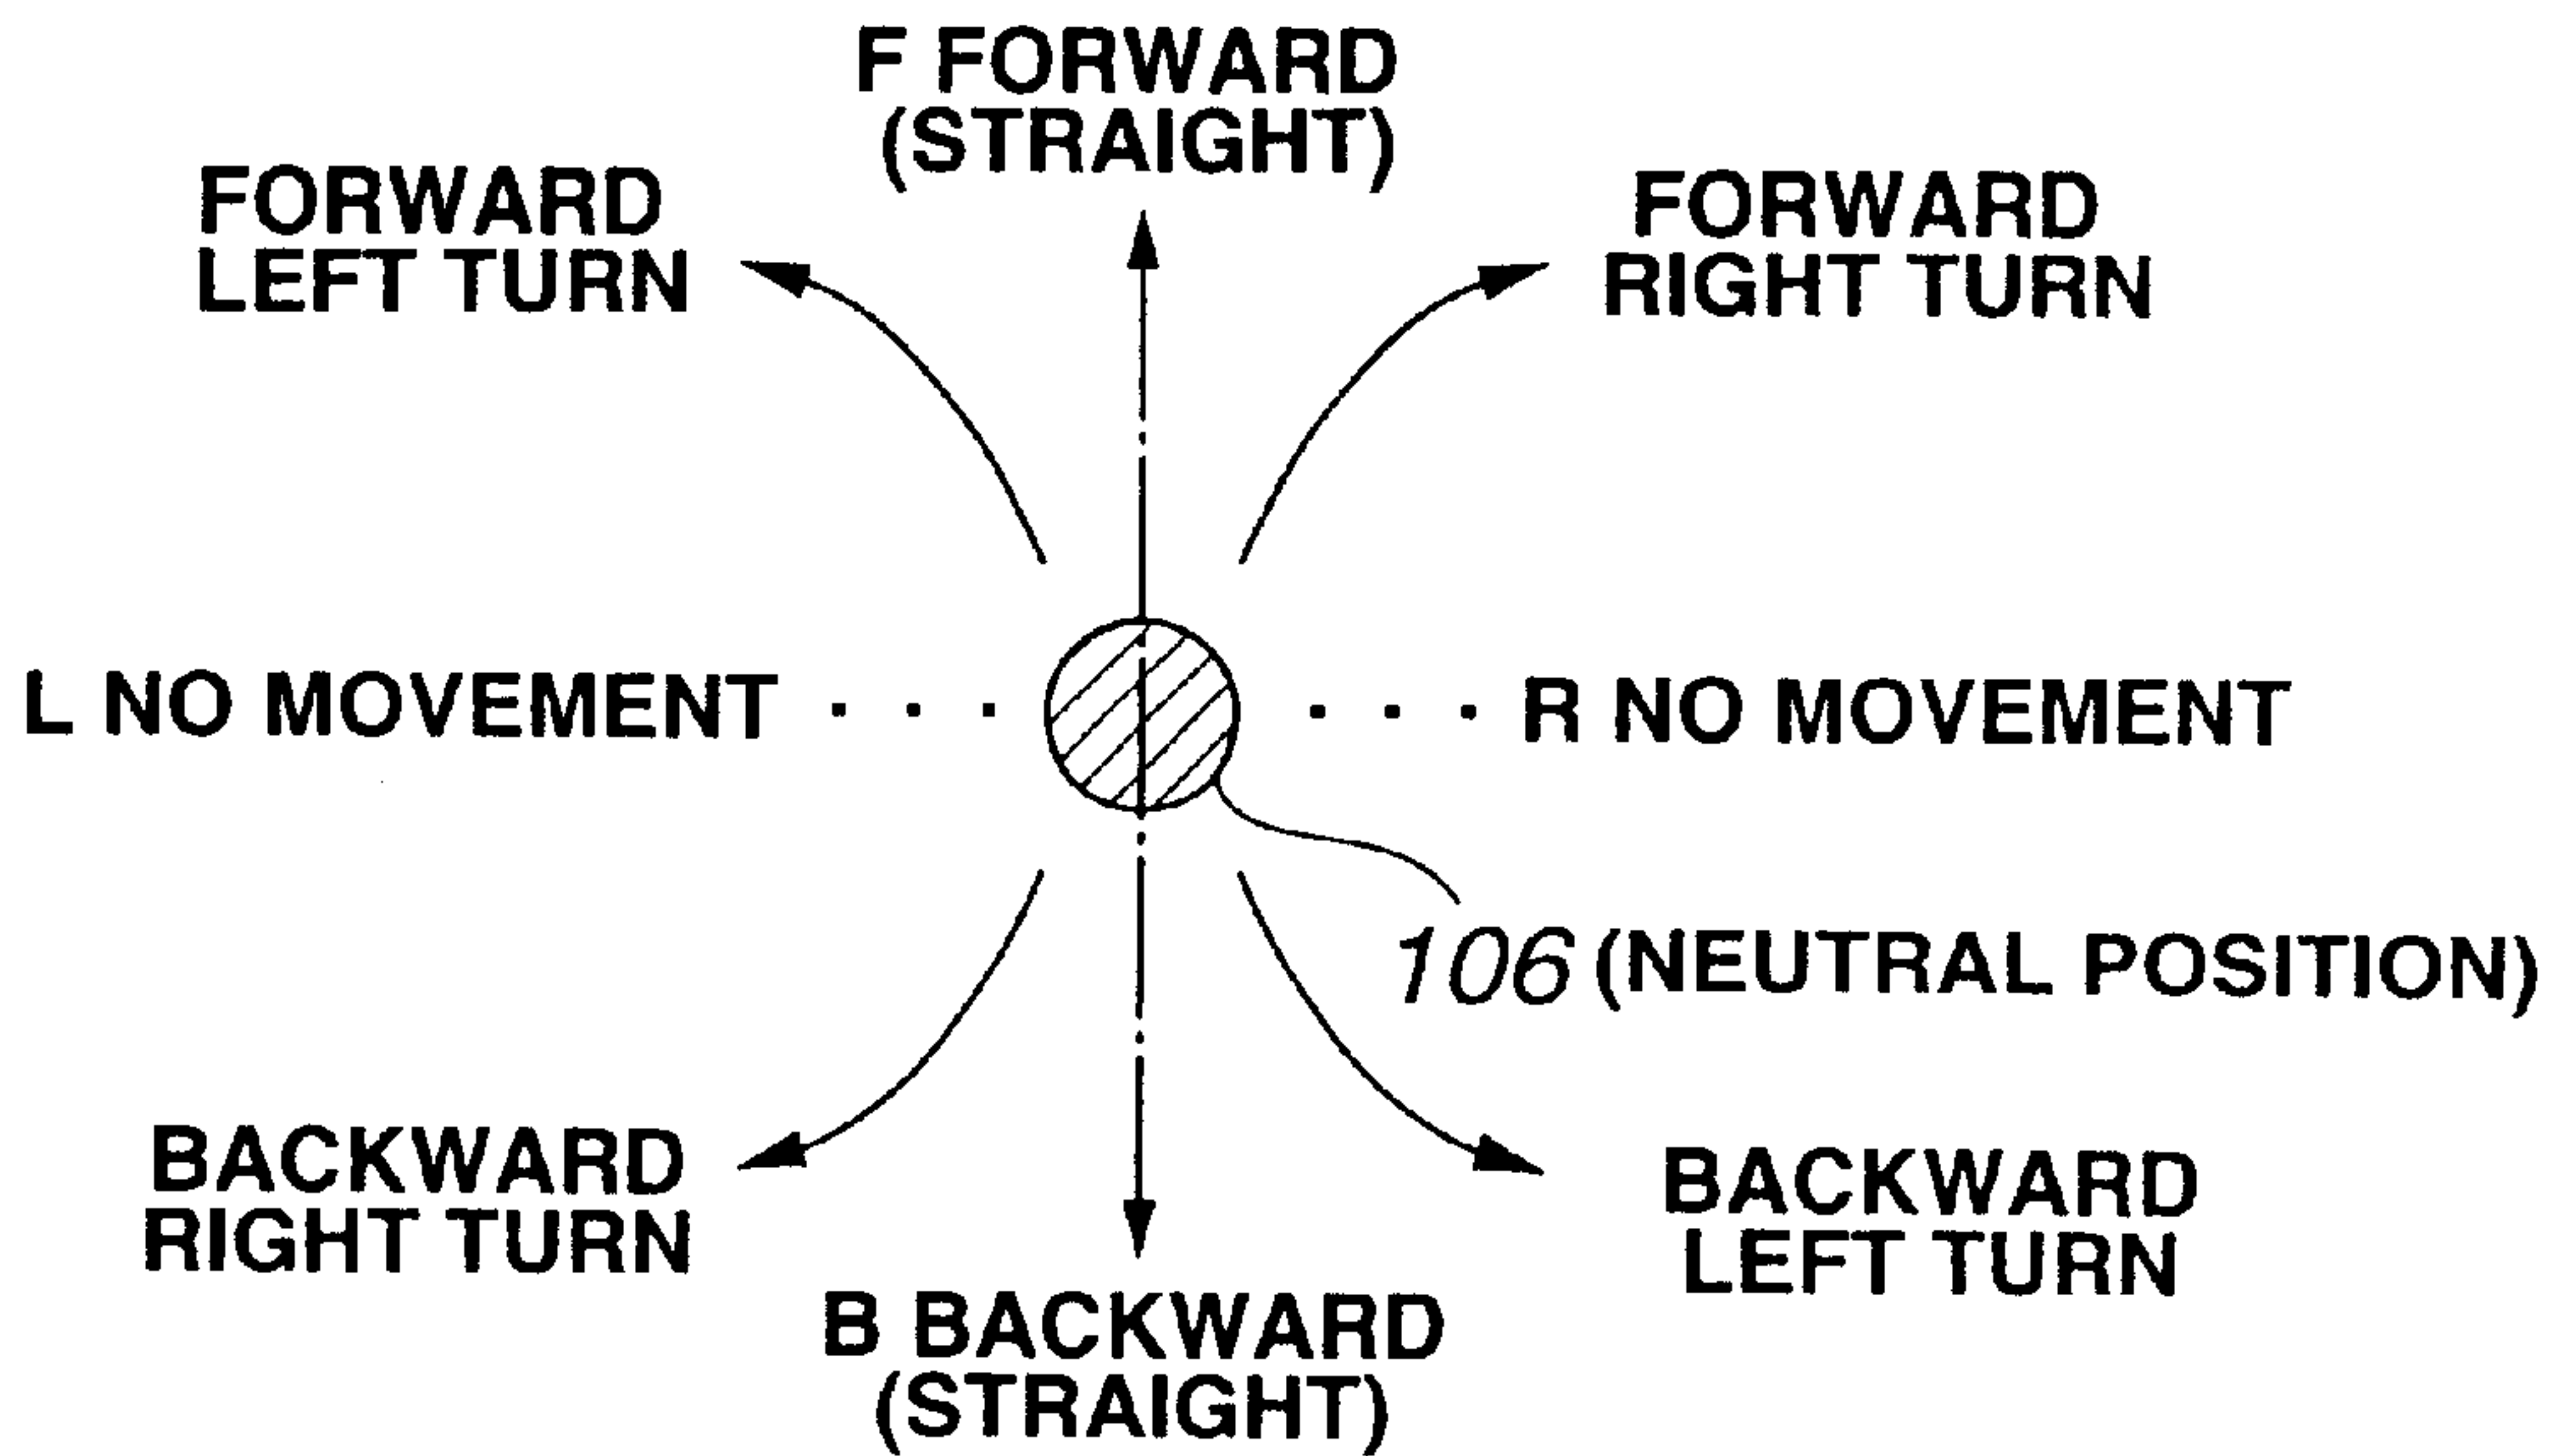 F FORWARD
(STRAIGHT)
FORWARD
LEFT TURN
FORWARD
RIGHT TURN
L NO MOVEMENT . . .
. . . R NO MOVEMENT
106 (NEUTRAL POSITION)
BACKWARD
RIGHT TURN
BACKWARD
LEFT TURN
B BACKWARD
(STRAIGHT)